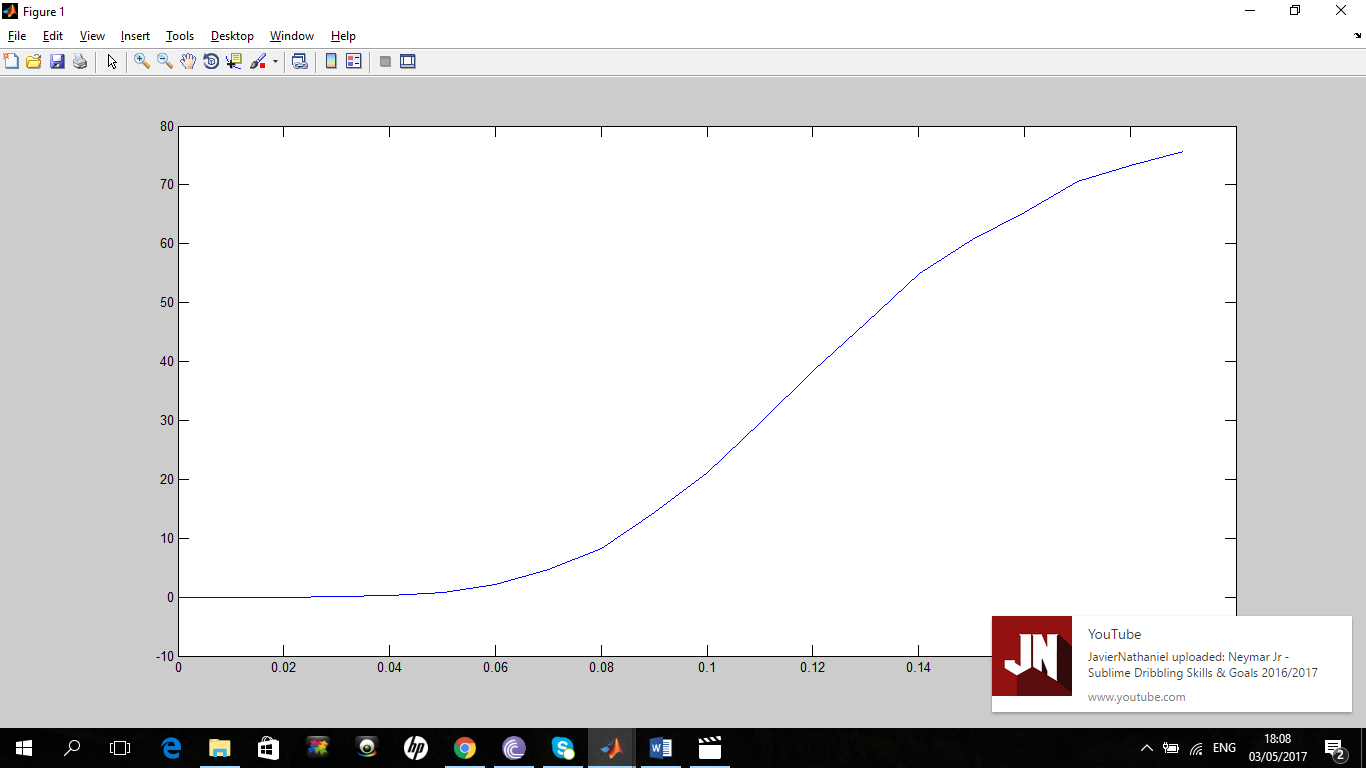 Figure 1
File Edit View Insert Tools Desktop Window Help
80
70
60
50
40
30
20
10
0
-10
0 0.02 0.04 0.06 0.08 0.1 0.12 0.14
JN
YouTube
JavierNathaniel uploaded: Neymar Jr -
Sublime Dribbling Skills & Goals 2016/2017
www.youtube.com
hp
ENG
18:08
03/05/2017
2